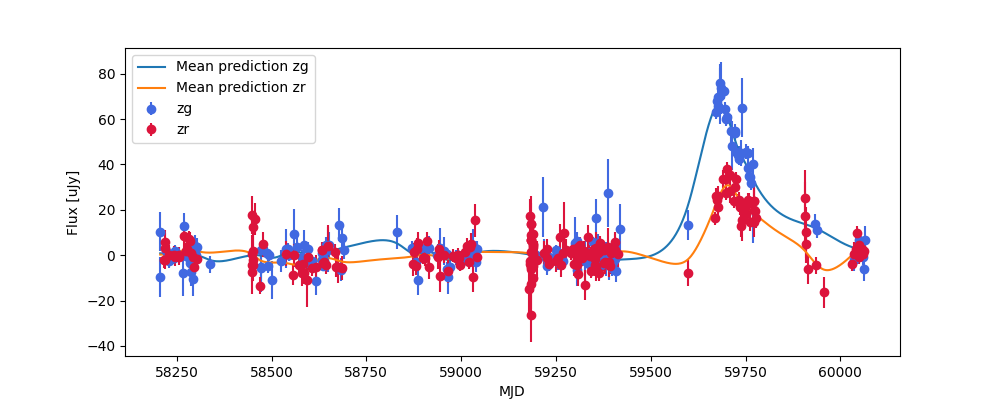 Mean prediction zg
Mean prediction zr
zg
zr
Flux [uJy]
80
60
40
20
0
−20
−40
58250
58500
58750
59000
59250
59500
59750
60000
MJD